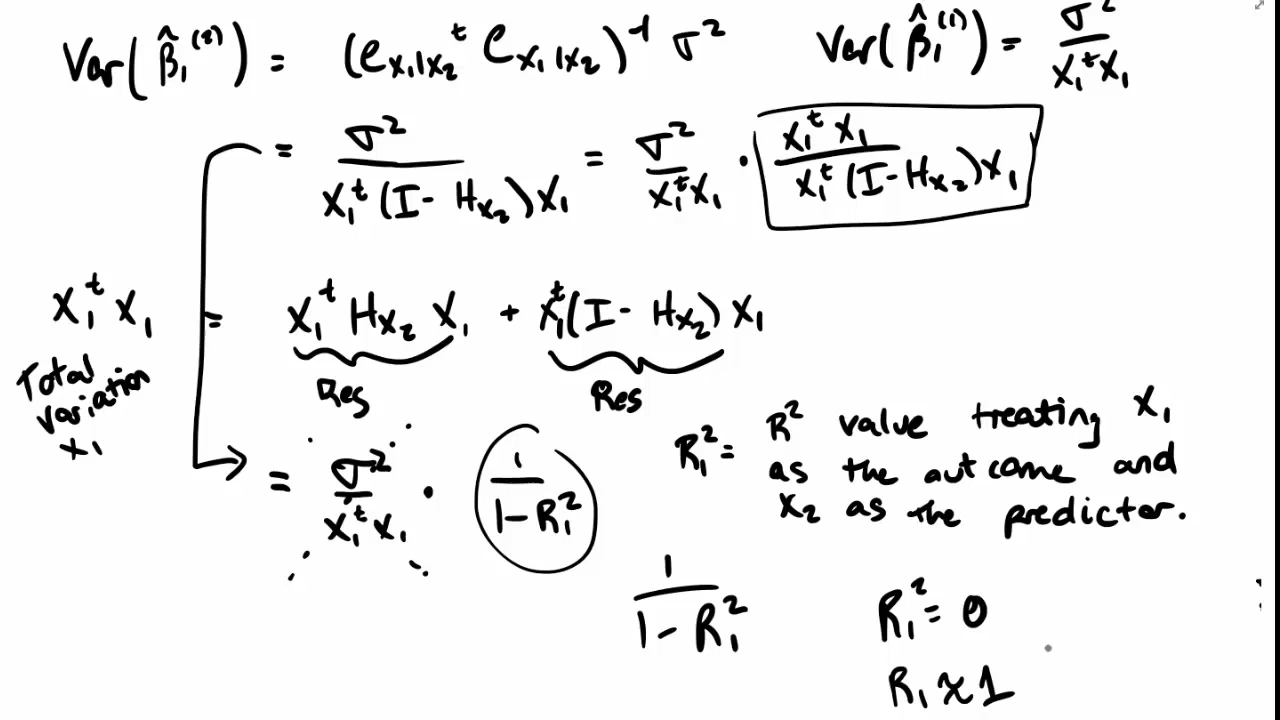 Var(β̂₁⁽²⁾) = (e_{x₁|x₂}ᵗ e_{x₁|x₂})⁻¹ σ²
Var(β̂₁⁽¹⁾) = σ² / x₁ᵗx₁
= σ² / x₁ᵗ(I - H_{x₂})x₁ = σ² / x₁ᵗx₁ · x₁ᵗx₁ / x₁ᵗ(I - H_{x₂})x₁
x₁ᵗx₁ = x₁ᵗ H_{x₂} x₁ + x₁ᵗ(I - H_{x₂})x₁
Total
variation
x₁
Reg
Res
= σ² / x₁ᵗx₁ · 1 / 1 - R₁²
R₁² = R² value treating x₁
as the outcome and
x₂ as the predictor.
1 / 1 - R₁²
R₁² = 0
R₁ ≈ 1